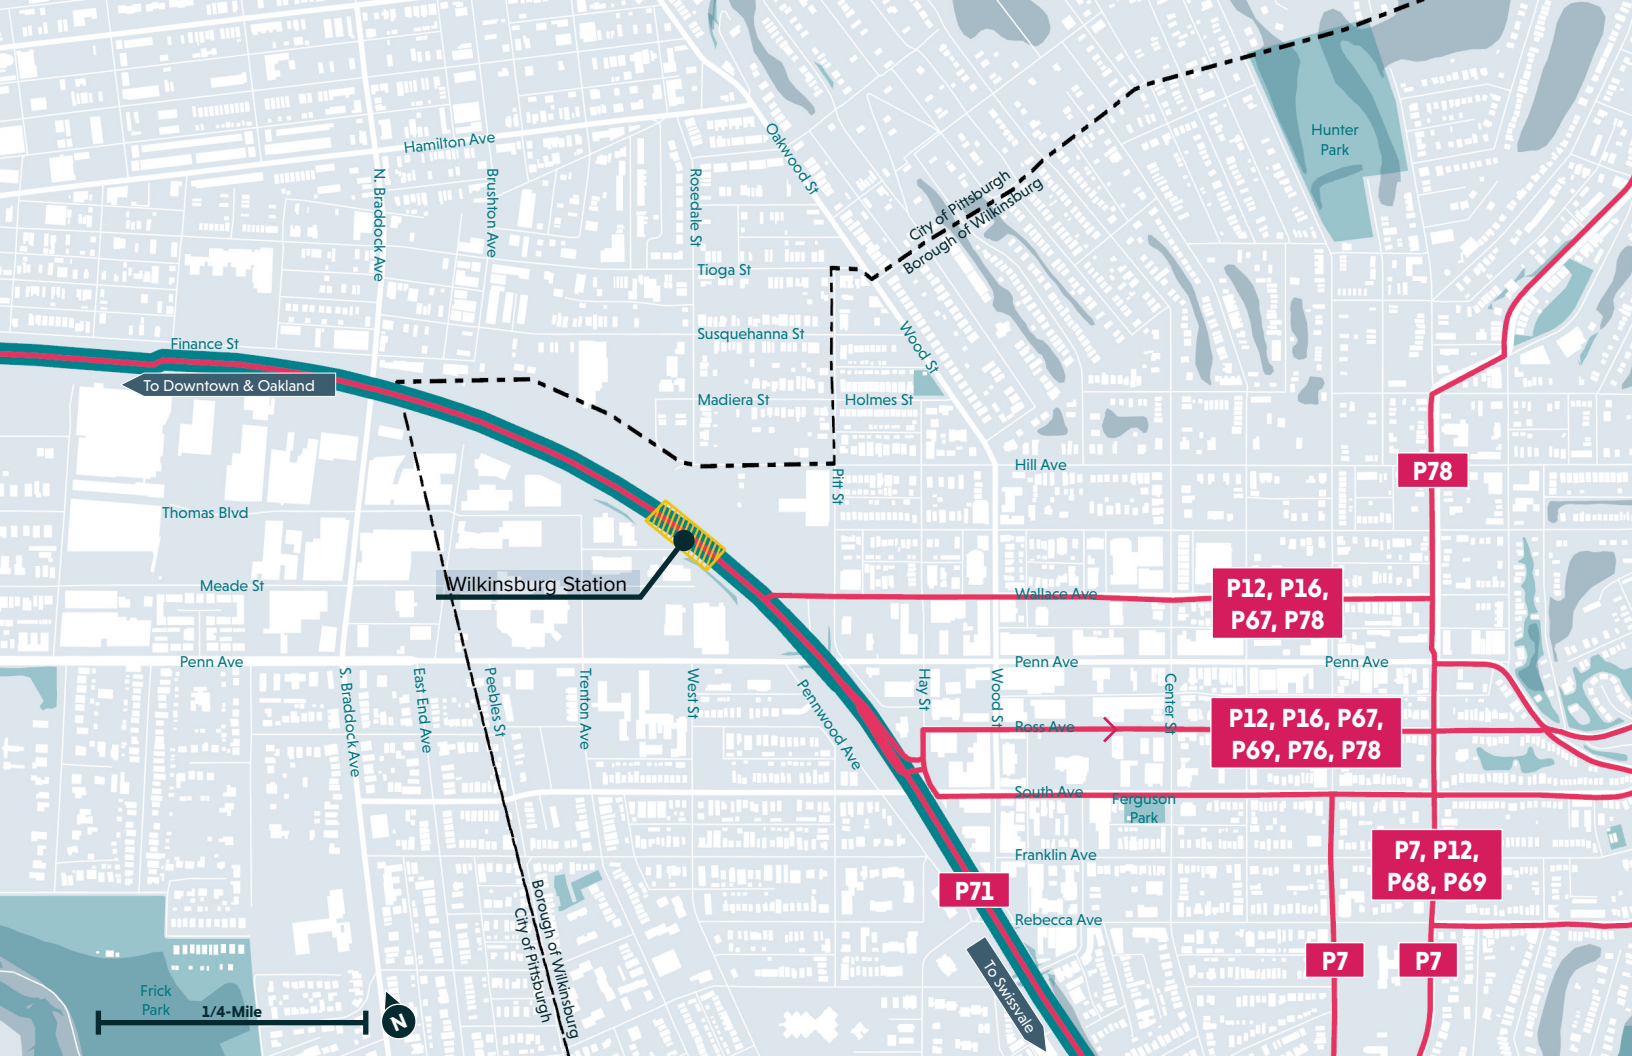 Hunter
Park
Oakwood St
Hamilton Ave
N. Braddock Ave
Brushton Ave
Rosedale St
City of Pittsburgh
Borough of Wilkinsburg
Tioga St
Susquehanna St
Wood St
Finance St
To Downtown & Oakland
Madiera St
Holmes St
Hill Ave
P78
Pitt St
Thomas Blvd
Meade St
Wilkinsburg Station
Wallace Ave
P12, P16,
P67, P78
Penn Ave
Penn Ave
Penn Ave
S. Braddock Ave
East End Ave
Peebles St
Trenton Ave
West St
Pennwood Ave
Hay St
Wood St
Center St
Ross Ave
P12, P16, P67,
P69, P76, P78
South Ave
Ferguson
Park
Franklin Ave
P7, P12,
P68, P69
P71
Rebecca Ave
Borough of Wilkinsburg
City of Pittsburgh
P7
P7
To Swissvale
Frick
Park
1/4-Mile
N